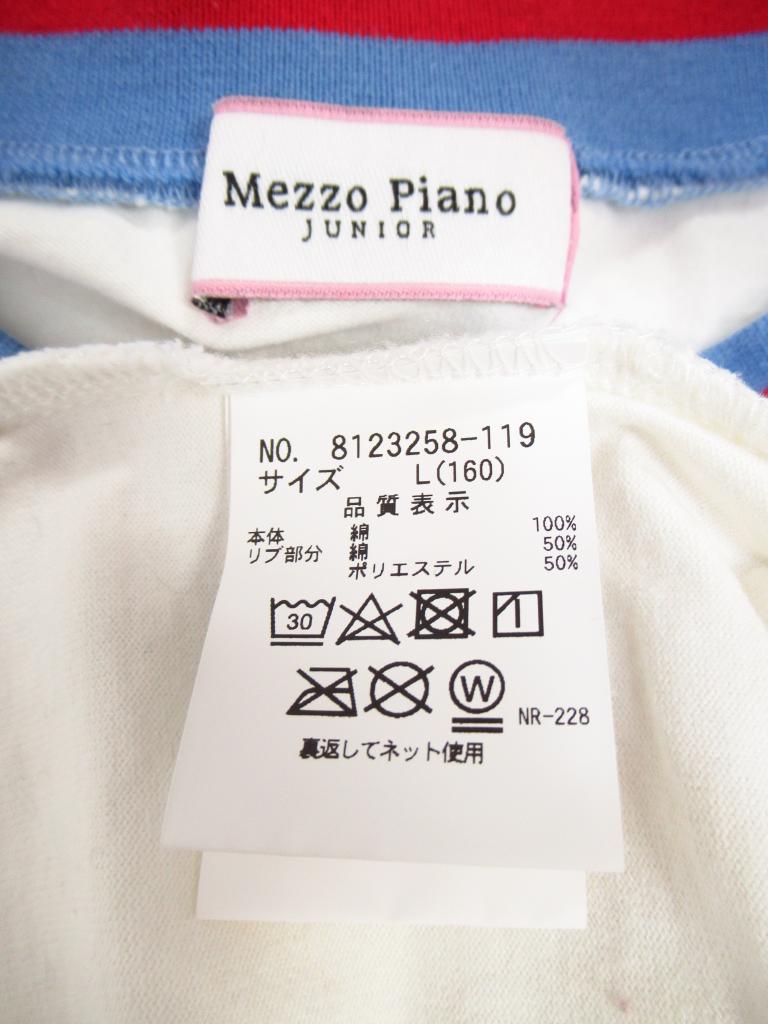 Mezzo Piano
JUNIOR
NO. 8123258-119
サイズ L(160)
品質表示
本体 綿 100%
リブ部分 綿 50%
ポリエステル 50%
30
W
NR-228
裏返してネット使用